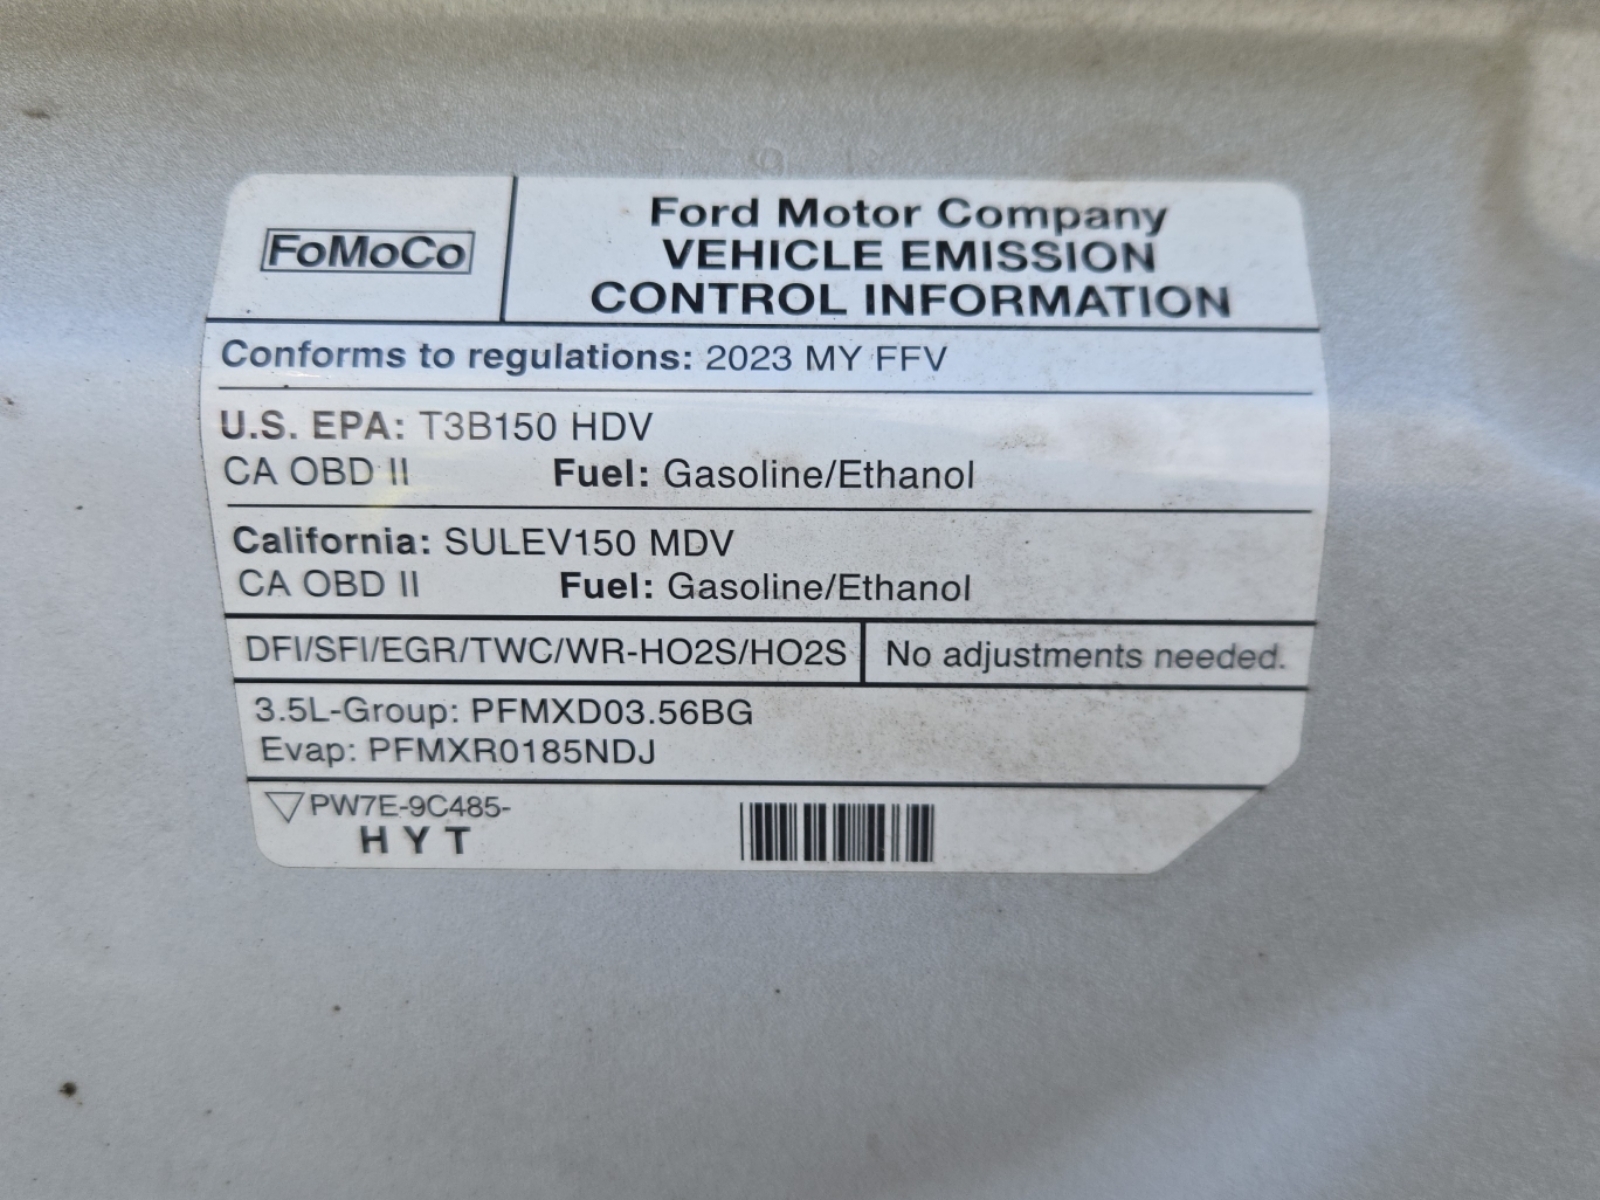 FoMoCo
Ford Motor Company
VEHICLE EMISSION
CONTROL INFORMATION
Conforms to regulations: 2023 MY FFV
U.S. EPA: T3B150 HDV
CA OBD II Fuel: Gasoline/Ethanol
California: SULEV150 MDV
CA OBD II Fuel: Gasoline/Ethanol
DFI/SFI/EGR/TWC/WR-HO2S/HO2S No adjustments needed.
3.5L-Group: PFMXD03.56BG
Evap: PFMXR0185NDJ
PW7E-9C485-
HYT